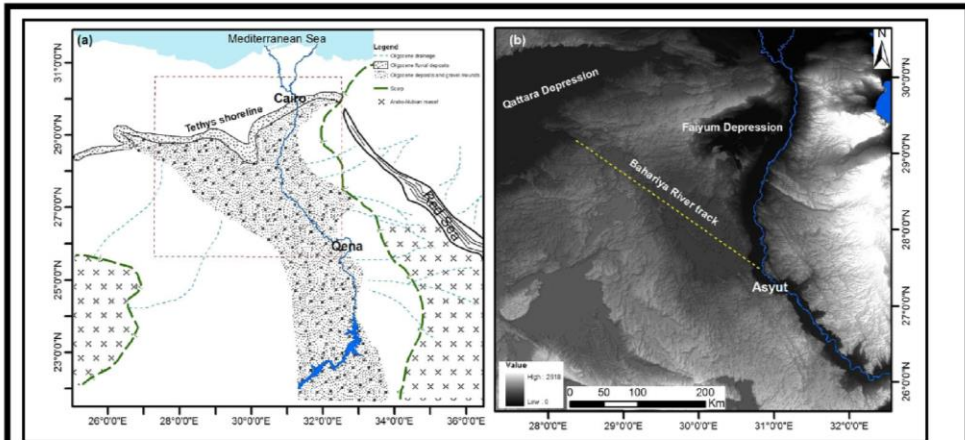 (a)
Mediterranean Sea
Legend
Oligocene drainage
Oligocene fluvial deposits
Oligocene deposits and gravel mounds
Scarp
Arabo-Nubian massif
Cairo
Tethys shoreline
Red Sea
Qena
31°0'0"N
29°0'0"N
27°0'0"N
25°0'0"N
23°0'0"N
26°0'0"E
28°0'0"E
30°0'0"E
32°0'0"E
34°0'0"E
36°0'0"E
(b)
N
Qattara Depression
Faiyum Depression
Bahariya River track
Asyut
Value
High : 2918
Low : 0
0 50 100 200
Km
30°0'0"N
29°0'0"N
28°0'0"N
27°0'0"N
26°0'0"N
28°0'0"E
29°0'0"E
30°0'0"E
31°0'0"E
32°0'0"E